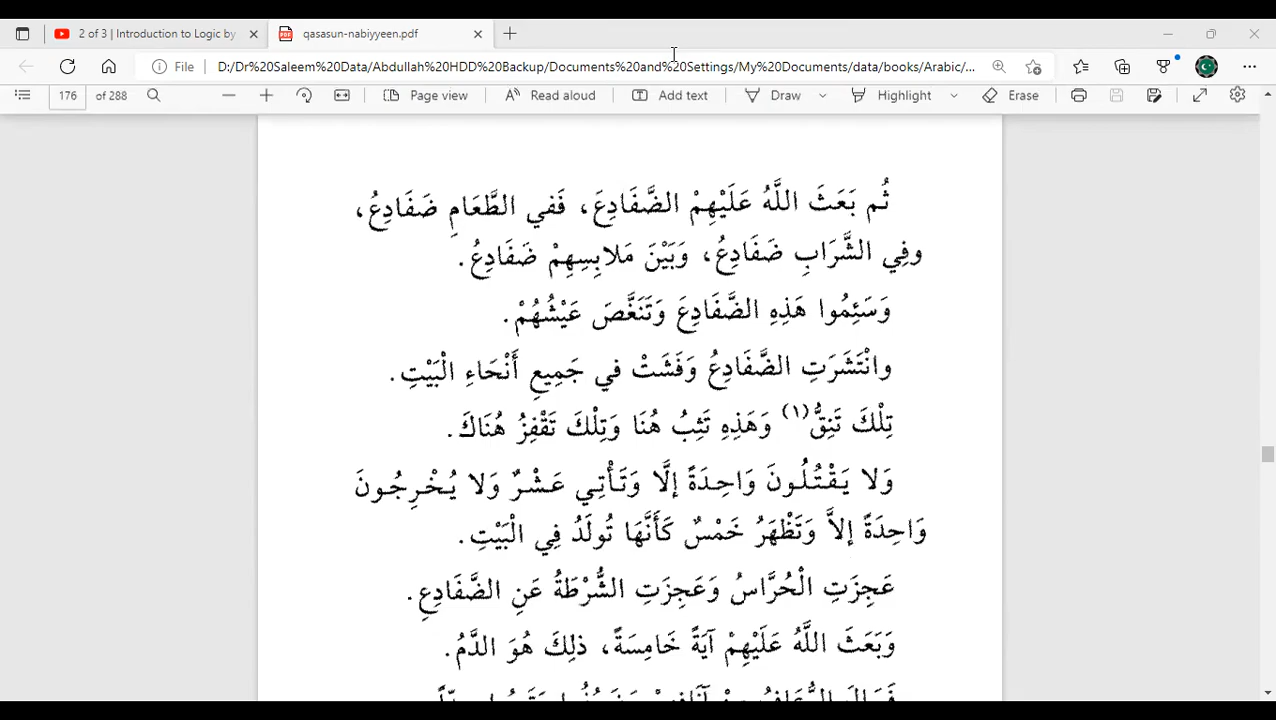 2 of 3 | Introduction to Logic by
qasasun-nabiyyeen.pdf
File
D:/Dr%20Saleem%20Data/Abdullah%20HDD%20Backup/Documents%20and%20Settings/My%20Documents/data/books/Arabic/...
176 of 288
Page view
Read aloud
Add text
Draw
Highlight
Erase
ثُم بَعَثَ اللَّهُ عَلَيْهِمْ الضَّفَادِعَ، فَفي الطَّعَامِ ضَفَادِعُ،
وفِي الشَّرَابِ ضَفَادِعُ، وَبَيْنَ مَلابِسِهِمْ ضَفَادِعُ.
وَسَئِمُوا هَذِهِ الضَّفَادِعَ وَتَنَغَّصَ عَيْشُهُمْ.
وانْتَشَرَتِ الضَّفَادِعُ وَفَشَتْ في جَمِيعِ أَنْحَاءِ الْبَيْتِ.
تِلْكَ تَنِقُّ(١) وَهَذِهِ تَثِبُ هُنَا وَتِلْكَ تَقْفِزُ هُنَاكَ.
وَلا يَقْتُلُونَ وَاحِدَةً إلَّا وَتَأْتِي عَشْرٌ وَلا يُخْرِجُونَ
وَاحِدَةً إلاَّ وَتَظْهَرُ خَمْسٌ كَأَنَّهَا تُولَدُ فِي الْبَيْتِ.
عَجِزَتِ الْحُرَّاسُ وَعَجِزَتِ الشُّرْطَةُ عَنِ الضَّفَادِعِ.
وَبَعَثَ اللَّهُ عَلَيْهِمْ آيَةً خَامِسَةً، ذلِكَ هُوَ الدَّمُ.